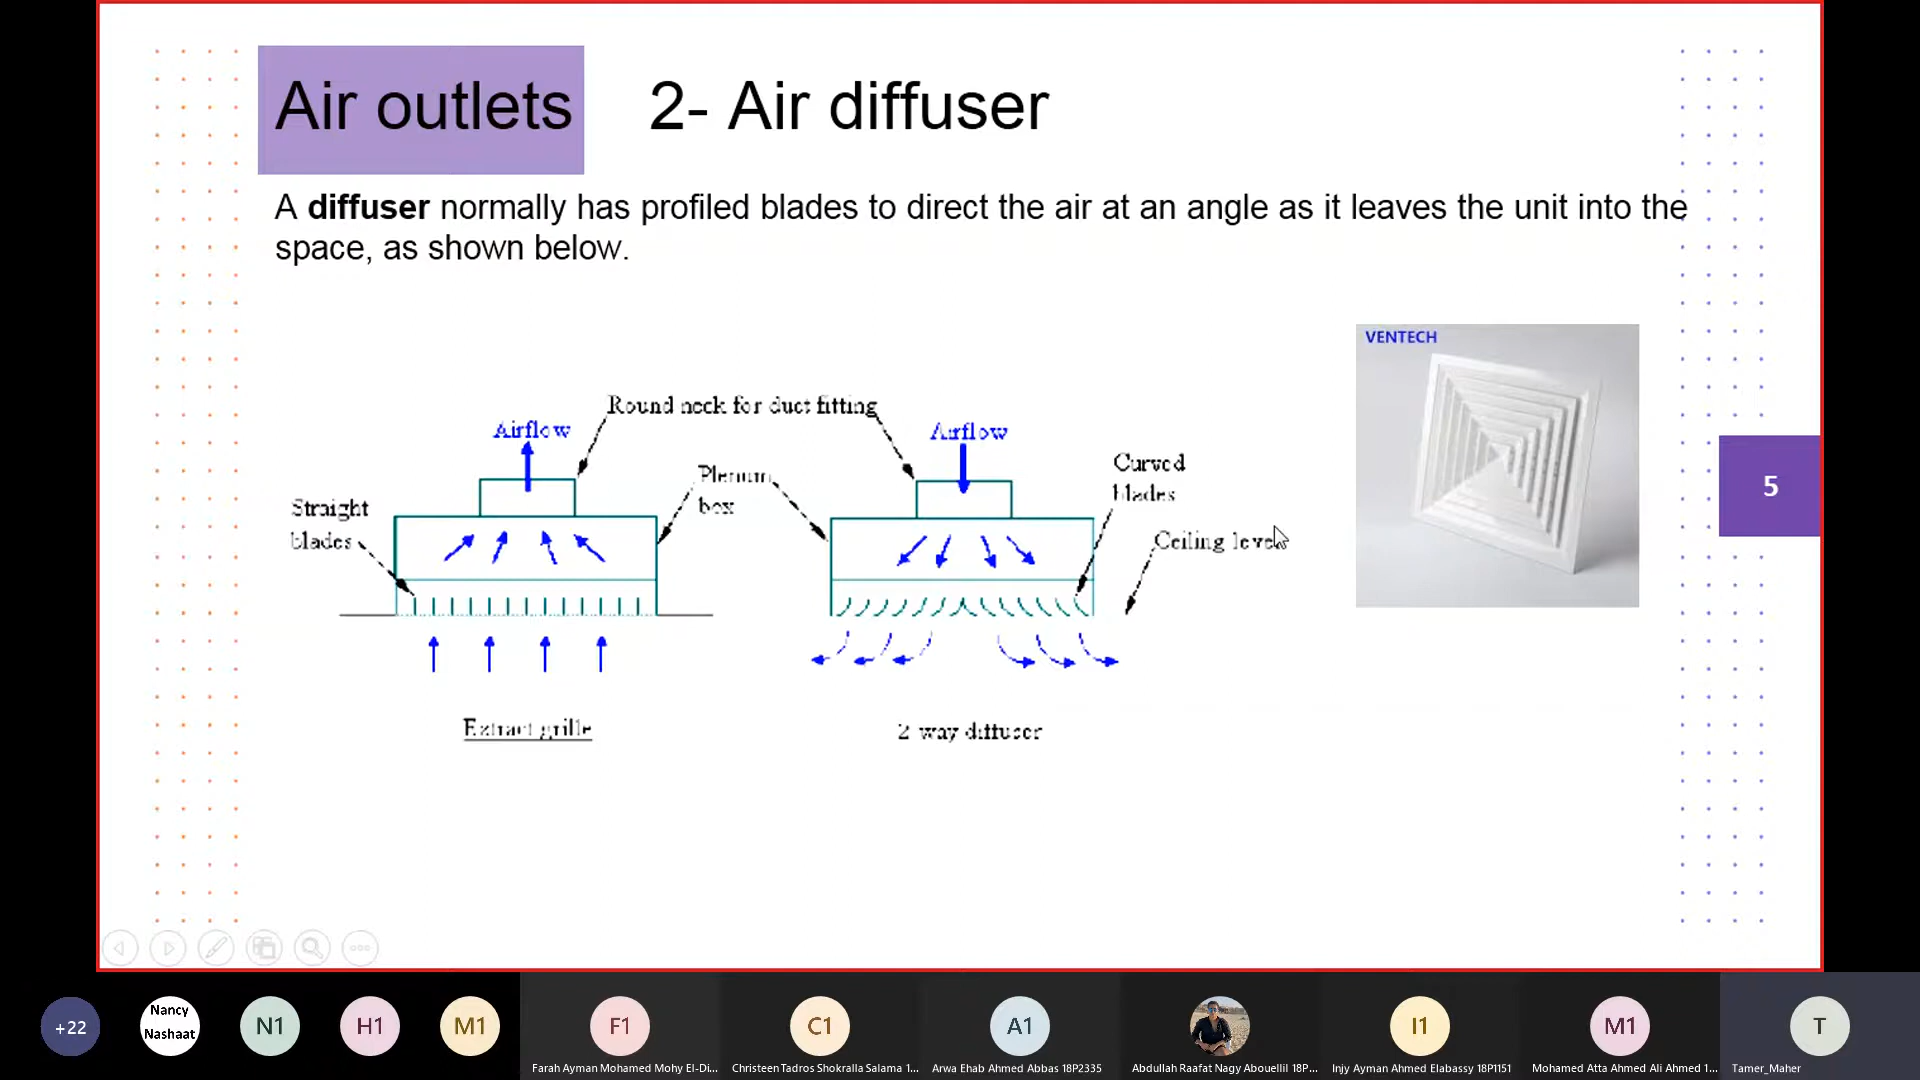 Air outlets
2- Air diffuser
A diffuser normally has profiled blades to direct the air at an angle as it leaves the unit into the
space, as shown below.
VENTECH
Round neck for duct fitting
Airflow
Airflow
Straight
blades
Plenum
box
Curved
blades
Ceiling level
5
Extract grille
2 way diffuser
+22
Nancy
Nashaat
N1
H1
M1
F1
C1
A1
I1
M1
T
Farah Ayman Mohamed Mohy El-Di...
Christeen Tadros Shokralla Salama 1...
Arwa Ehab Ahmed Abbas 18P2335
Abdullah Raafat Nagy Abouellil 18P...
Injy Ayman Ahmed Elabassy 18P1151
Mohamed Atta Ahmed Ali Ahmed 1...
Tamer_Maher